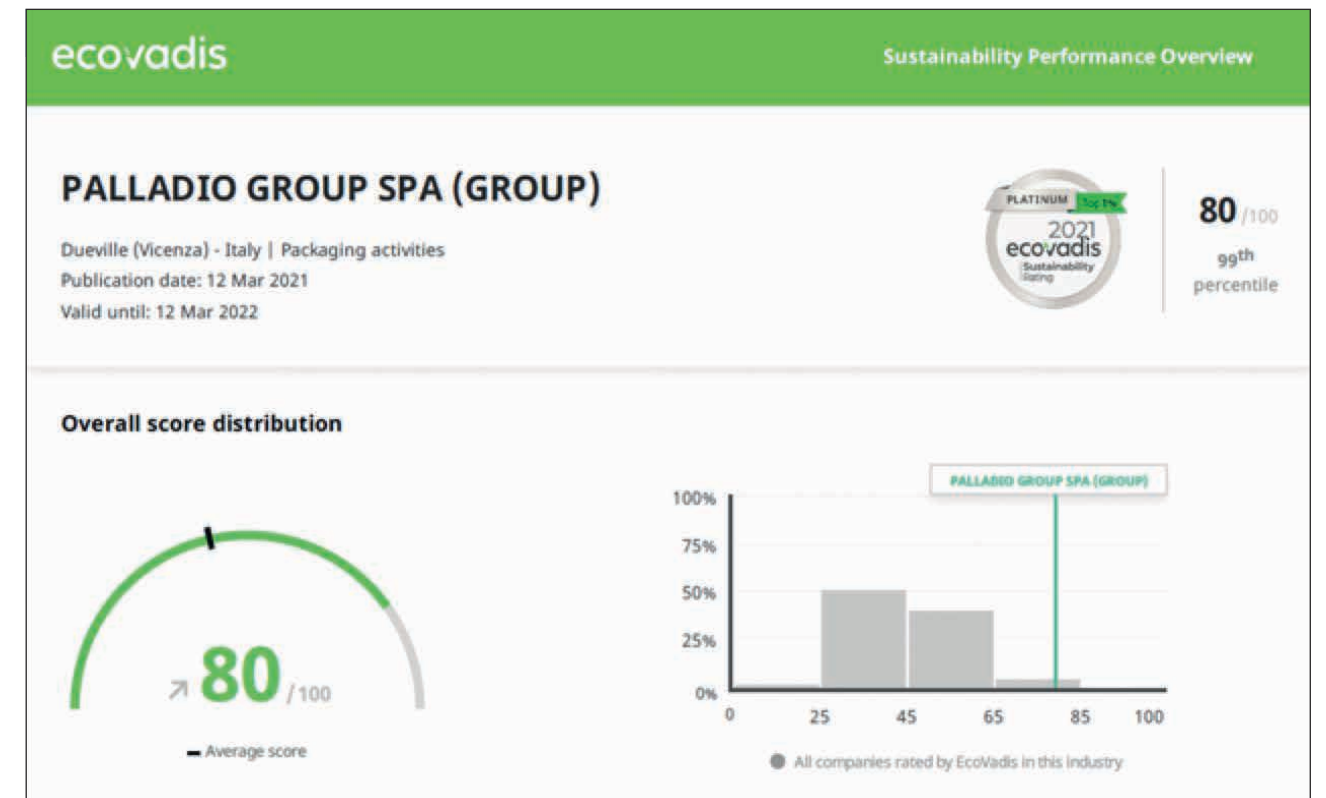 ecovadis
Sustainability Performance Overview
PALLADIO GROUP SPA (GROUP)
Dueville (Vicenza) - Italy | Packaging activities
Publication date: 12 Mar 2021
Valid until: 12 Mar 2022
PLATINUM Top 1%
2021
ecovadis
Sustainability
Rating
80 /100
99th
percentile
Overall score distribution
80 /100
Average score
PALLADIO GROUP SPA (GROUP)
100%
75%
50%
25%
0%
0 25 45 65 85 100
All companies rated by EcoVadis in this industry